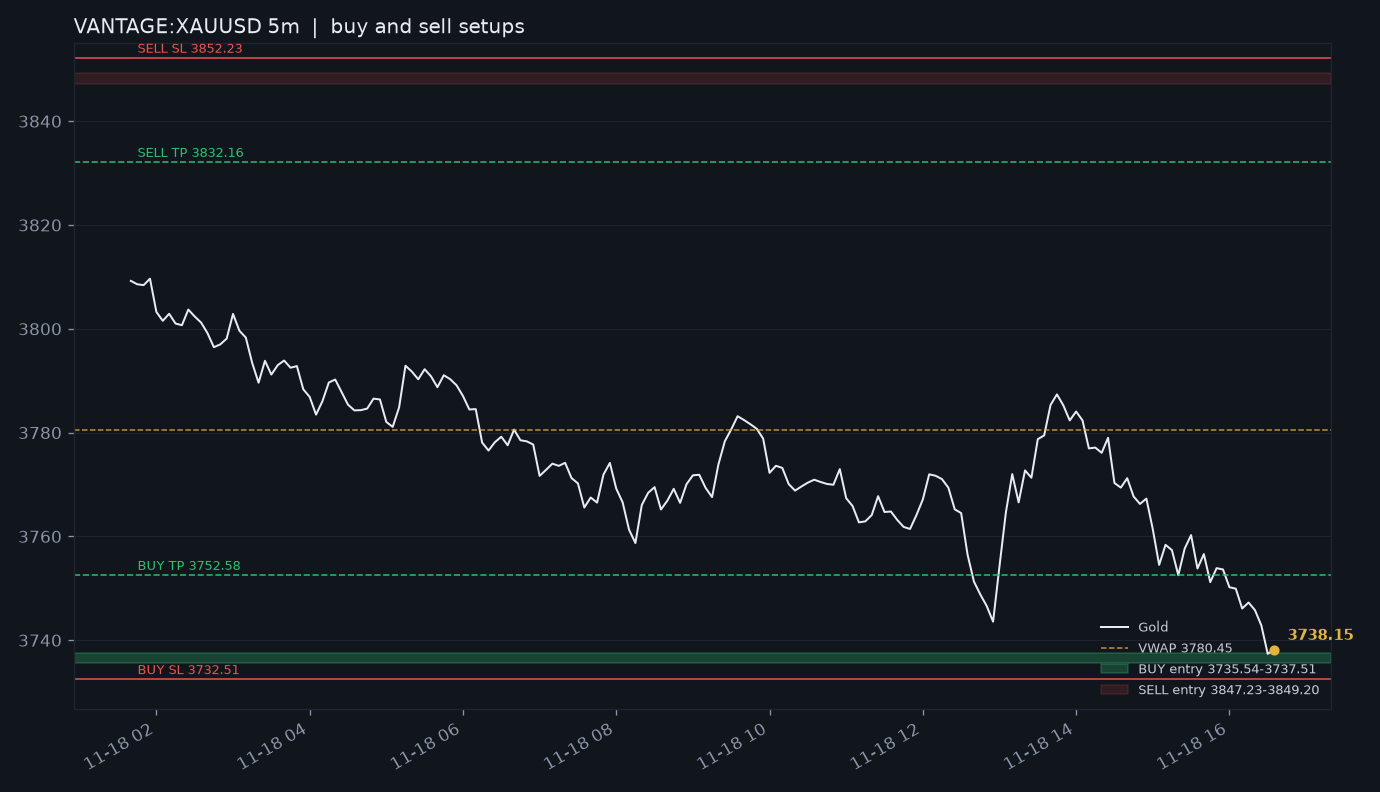 VANTAGE:XAUUSD 5m | buy and sell setups
SELL SL 3852.23
3840
SELL TP 3832.16
3820
3800
3780
3760
BUY TP 3752.58
3740
3738.15
Gold
VWAP 3780.45
BUY entry 3735.54-3737.51
SELL entry 3847.23-3849.20
BUY SL 3732.51
11-18 02
11-18 04
11-18 06
11-18 08
11-18 10
11-18 12
11-18 14
11-18 16